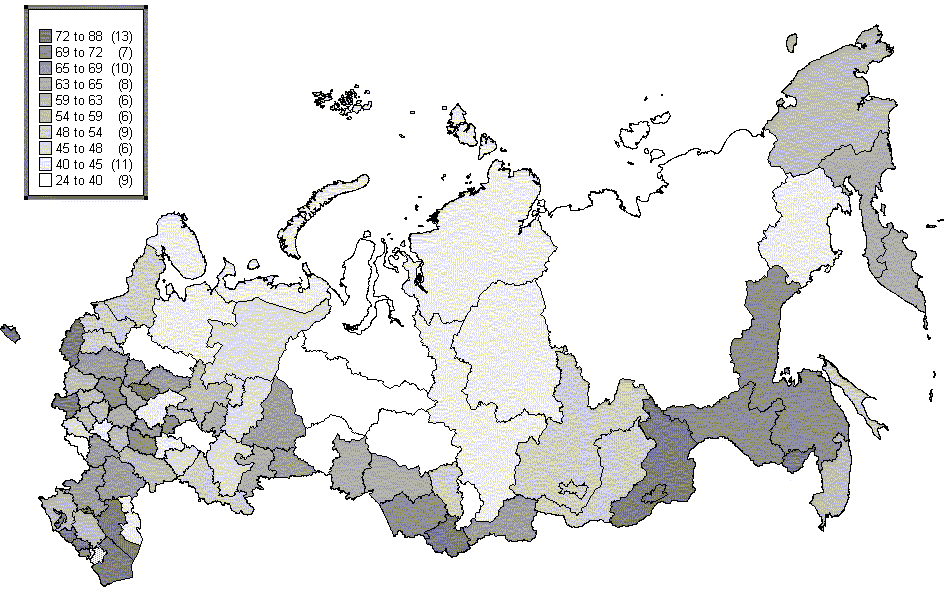 72 to 88 (13)
69 to 72 (7)
65 to 69 (10)
63 to 65 (8)
59 to 63 (6)
54 to 59 (6)
48 to 54 (9)
45 to 48 (6)
40 to 45 (11)
24 to 40 (9)